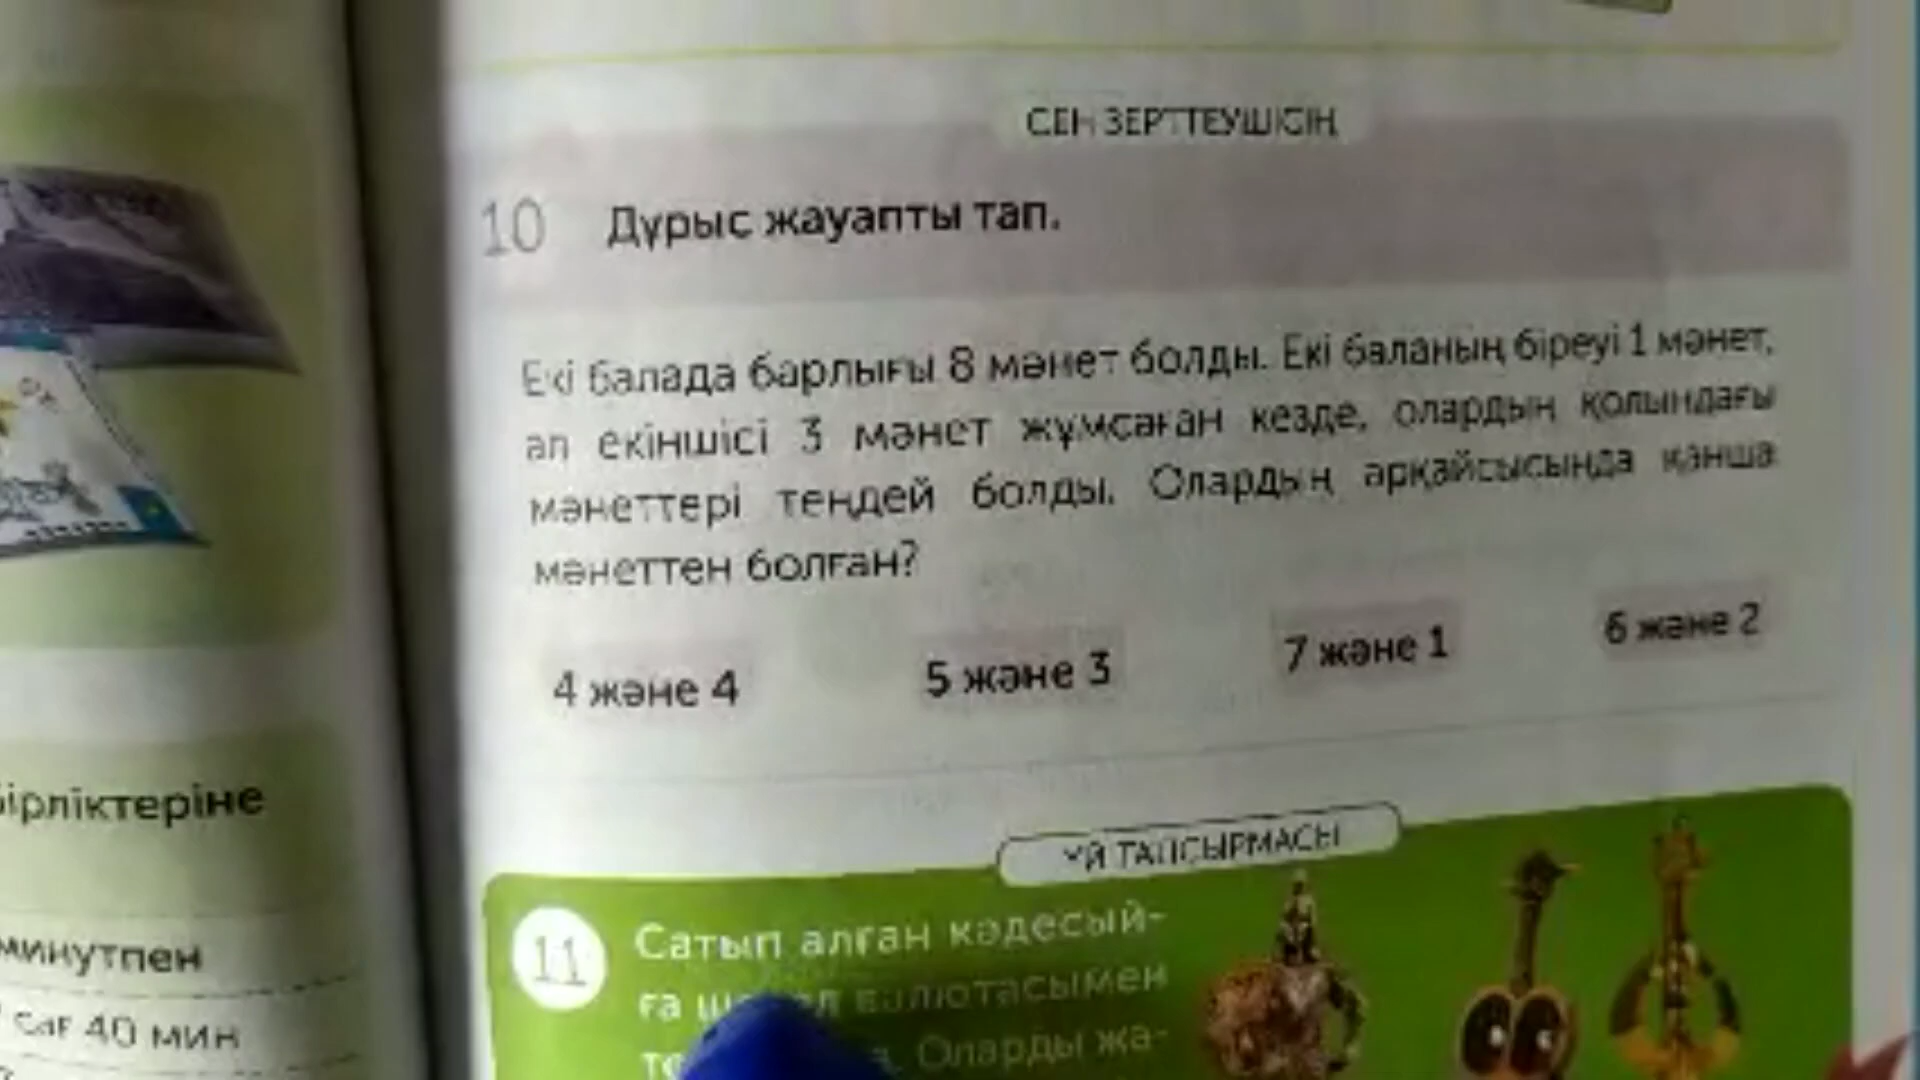 СЕН ЗЕРТТЕУШІСІҢ
10 Дұрыс жауапты тап.
Екі балада барлығы 8 мәнет болды. Екі баланың біреуі 1 мәнет,
ал екіншісі 3 мәнет жұмсаған кезде, олардың қолындағы
мәнеттері теңдей болды. Олардың әрқайсысында қанша
мәнеттен болған?
4 және 4 5 және 3 7 және 1 6 және 2
ірліктеріне
минутпен
сағ 40 мин
ҮЙ ТАПСЫРМАСЫ
11 Сатып алған кәдесый-
ға валютасымен
Оларды жа-